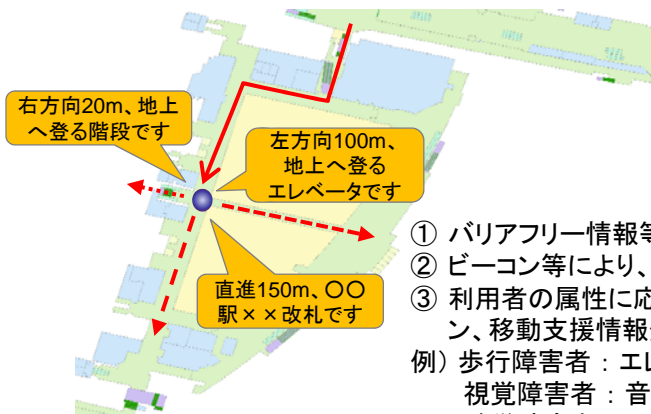 右方向20m、地上
へ登る階段です
左方向100m、
地上へ登る
エレベータです
直進150m、〇〇
駅××改札です
① バリアフリー情報等
② ビーコン等により、
③ 利用者の属性に応
ン、移動支援情報
例）歩行障害者：エレ
視覚障害者：音